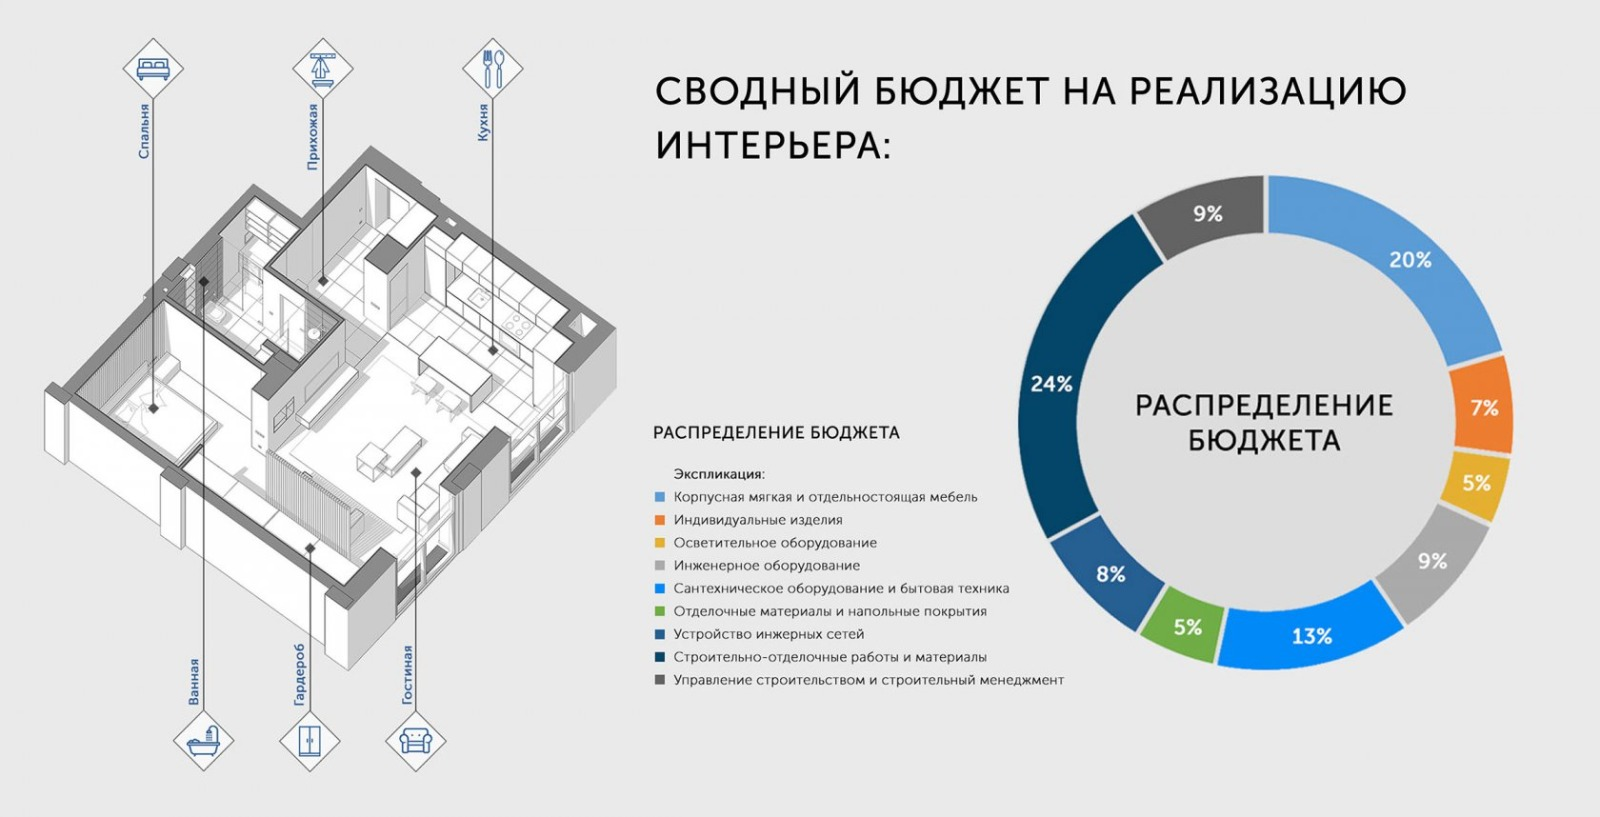 Спальня
Прихожая
Кухня
СВОДНЫЙ БЮДЖЕТ НА РЕАЛИЗАЦИЮ
ИНТЕРЬЕРА:
Ванная
Гардероб
Гостиная
РАСПРЕДЕЛЕНИЕ БЮДЖЕТА
Экспликация:
Корпусная мягкая и отдельностоящая мебель
Индивидуальные изделия
Осветительное оборудование
Инженерное оборудование
Сантехническое оборудование и бытовая техника
Отделочные материалы и напольные покрытия
Устройство инжерных сетей
Строительно-отделочные работы и материалы
Управление строительством и строительный менеджмент
РАСПРЕДЕЛЕНИЕ
БЮДЖЕТА
20%
7%
5%
9%
13%
5%
8%
24%
9%